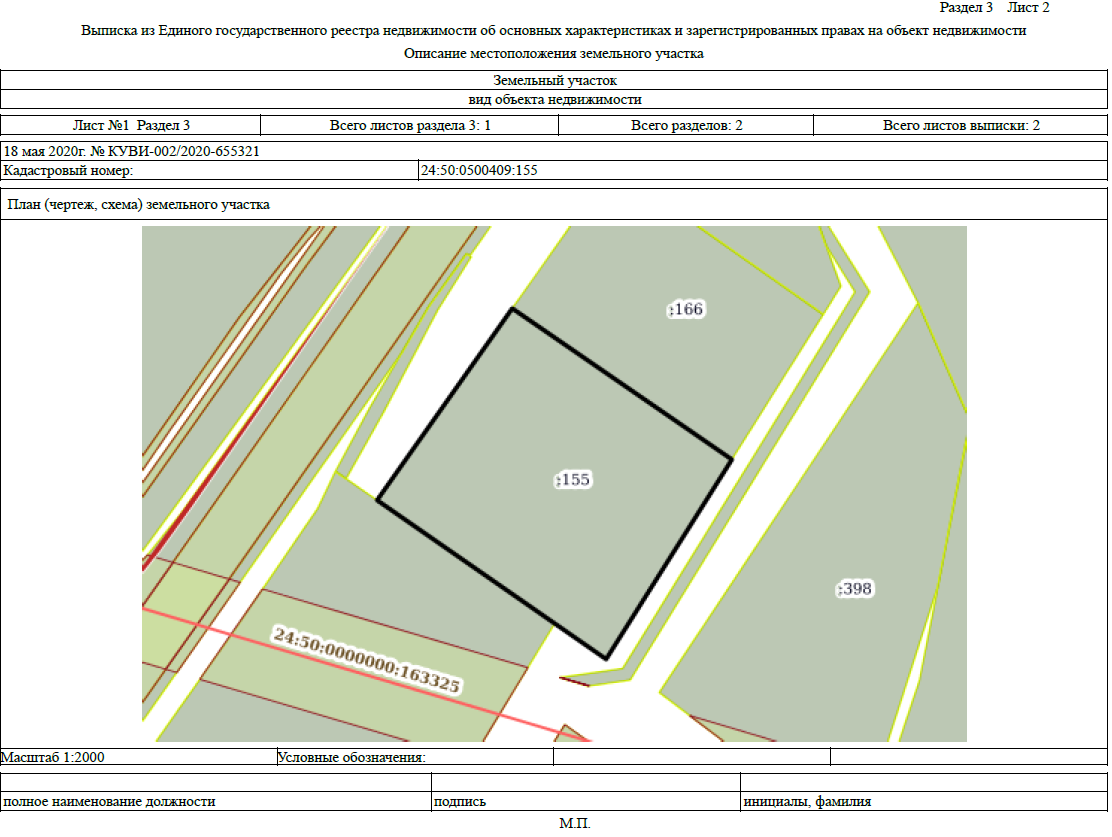 Раздел 3 Лист 2
Выписка из Единого государственного реестра недвижимости об основных характеристиках и зарегистрированных правах на объект недвижимости
Описание местоположения земельного участка
Земельный участок
вид объекта недвижимости
Лист №1 Раздел 3 Всего листов раздела 3: 1 Всего разделов: 2 Всего листов выписки: 2
18 мая 2020г. № КУВИ-002/2020-655321
Кадастровый номер: 24:50:0500409:155
План (чертеж, схема) земельного участка
:166
:155
:398
24:50:0000000:163325
Масштаб 1:2000 Условные обозначения:
полное наименование должности подпись инициалы, фамилия
М.П.